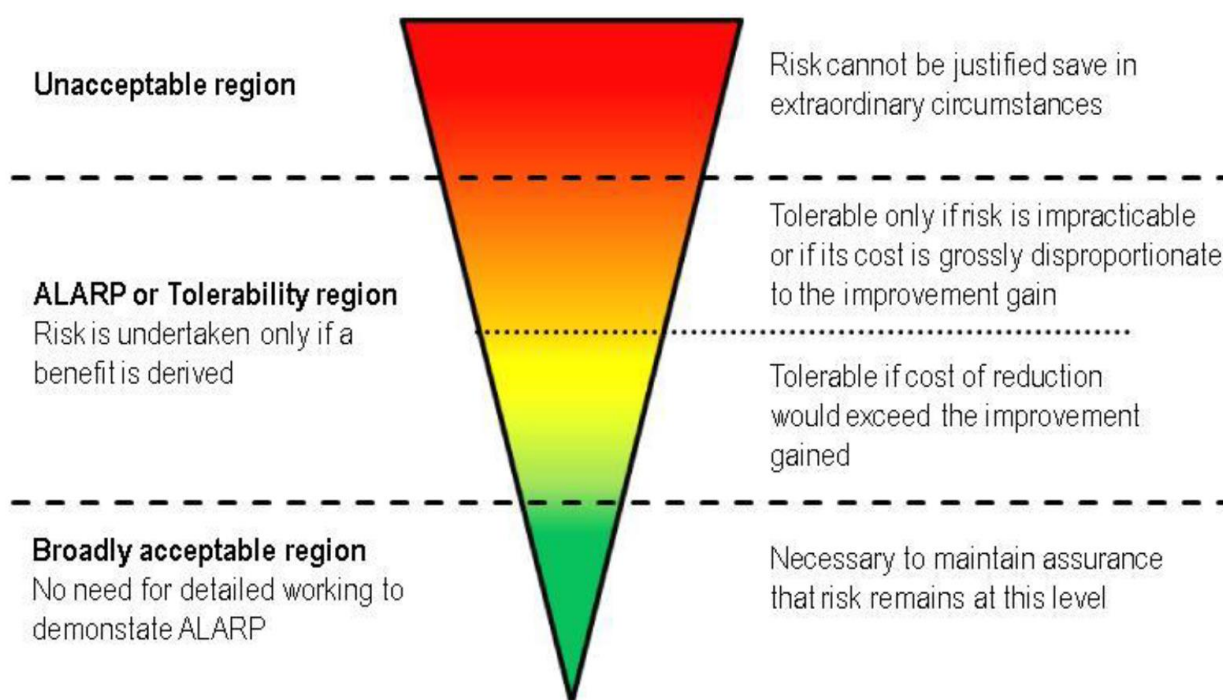 Unacceptable region
Risk cannot be justified save in
extraordinary circumstances
ALARP or Tolerability region
Risk is undertaken only if a
benefit is derived
Tolerable only if risk is impracticable
or if its cost is grossly disproportionate
to the improvement gain
Tolerable if cost of reduction
would exceed the improvement
gained
Broadly acceptable region
No need for detailed working to
demonstate ALARP
Necessary to maintain assurance
that risk remains at this level